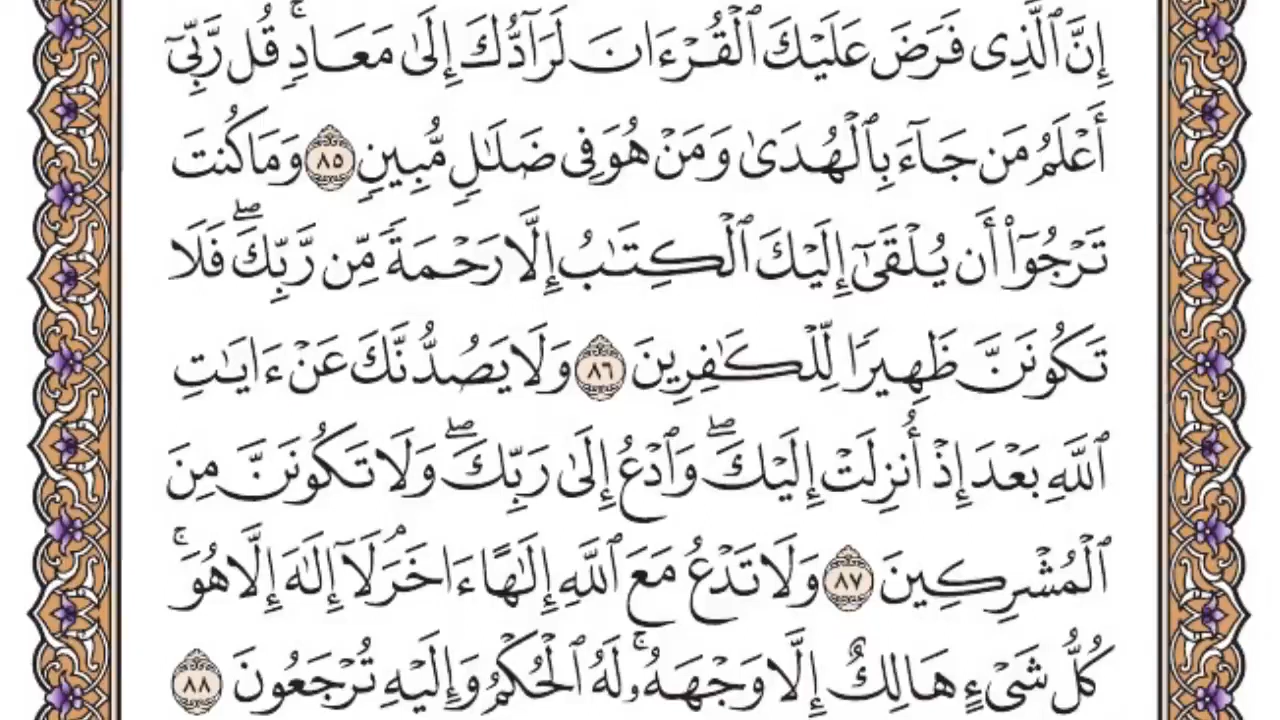 إِنَّ ٱلَّذِى فَرَضَ عَلَيْكَ ٱلْقُرْءَانَ لَرَآدُّكَ إِلَىٰ مَعَادٍۢ ۚ قُل رَّبِّىٓ
أَعْلَمُ مَن جَآءَ بِٱلْهُدَىٰ وَمَنْ هُوَ فِى ضَلَـٰلٍۢ مُّبِينٍۢ ٨٥ وَمَا كُنتَ
تَرْجُوٓا۟ أَن يُلْقَىٰٓ إِلَيْكَ ٱلْكِتَـٰبُ إِلَّا رَحْمَةًۭ مِّن رَّبِّكَ ۖ فَلَا
تَكُونَنَّ ظَهِيرًۭا لِّلْكَـٰفِرِينَ ٨٦ وَلَا يَصُدُّنَّكَ عَنْ ءَايَـٰتِ
ٱللَّهِ بَعْدَ إِذْ أُنزِلَتْ إِلَيْكَ ۖ وَٱدْعُ إِلَىٰ رَبِّكَ ۖ وَلَا تَكُونَنَّ مِنَ
ٱلْمُشْرِكِينَ ٨٧ وَلَا تَدْعُ مَعَ ٱللَّهِ إِلَـٰهًا ءَاخَرَ ۘ لَآ إِلَـٰهَ إِلَّا هُوَ ۚ
كُلُّ شَىْءٍ هَالِكٌ إِلَّا وَجْهَهُۥ ۚ لَهُ ٱلْحُكْمُ وَإِلَيْهِ تُرْجَعُونَ ٨٨